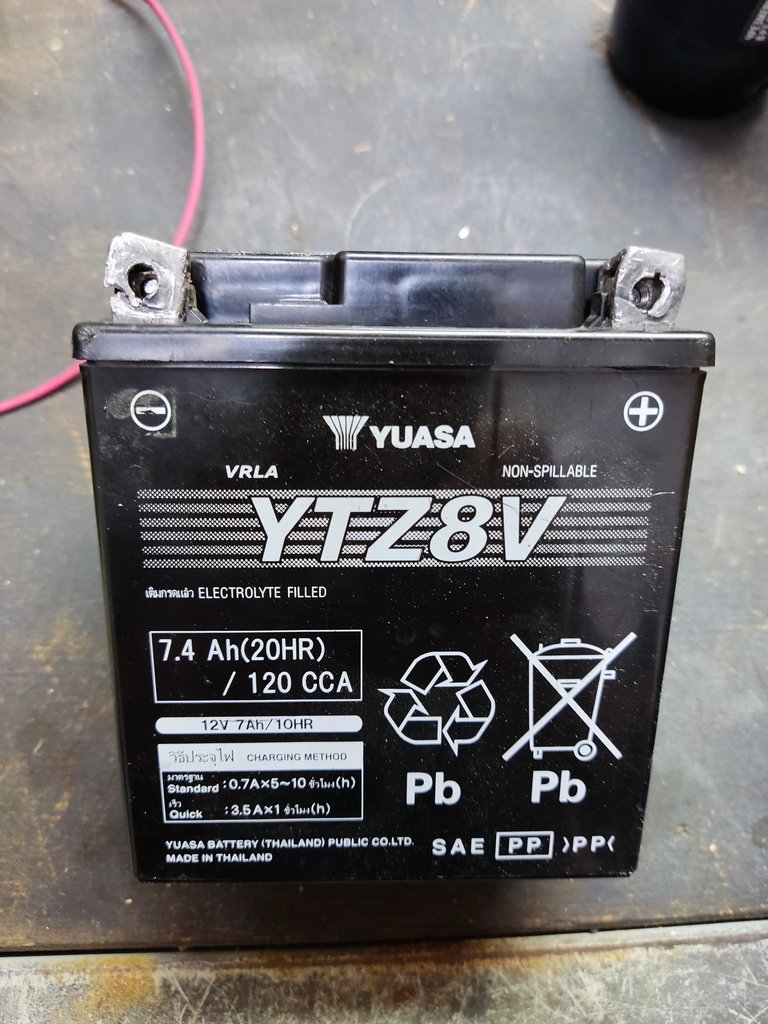 YUASA
VRLA NON-SPILLABLE
YTZ8V
เติมกรดแล้ว ELECTROLYTE FILLED
7.4 Ah(20HR)
/ 120 CCA
12V 7Ah/10HR
วิธีประจุไฟ CHARGING METHOD
มาตรฐาน
Standard : 0.7A×5~10 ชั่วโมง(h)
เร็ว
Quick : 3.5A×1 ชั่วโมง(h)
Pb Pb
YUASA BATTERY (THAILAND) PUBLIC CO.LTD.
MADE IN THAILAND
SAE PP >PP<